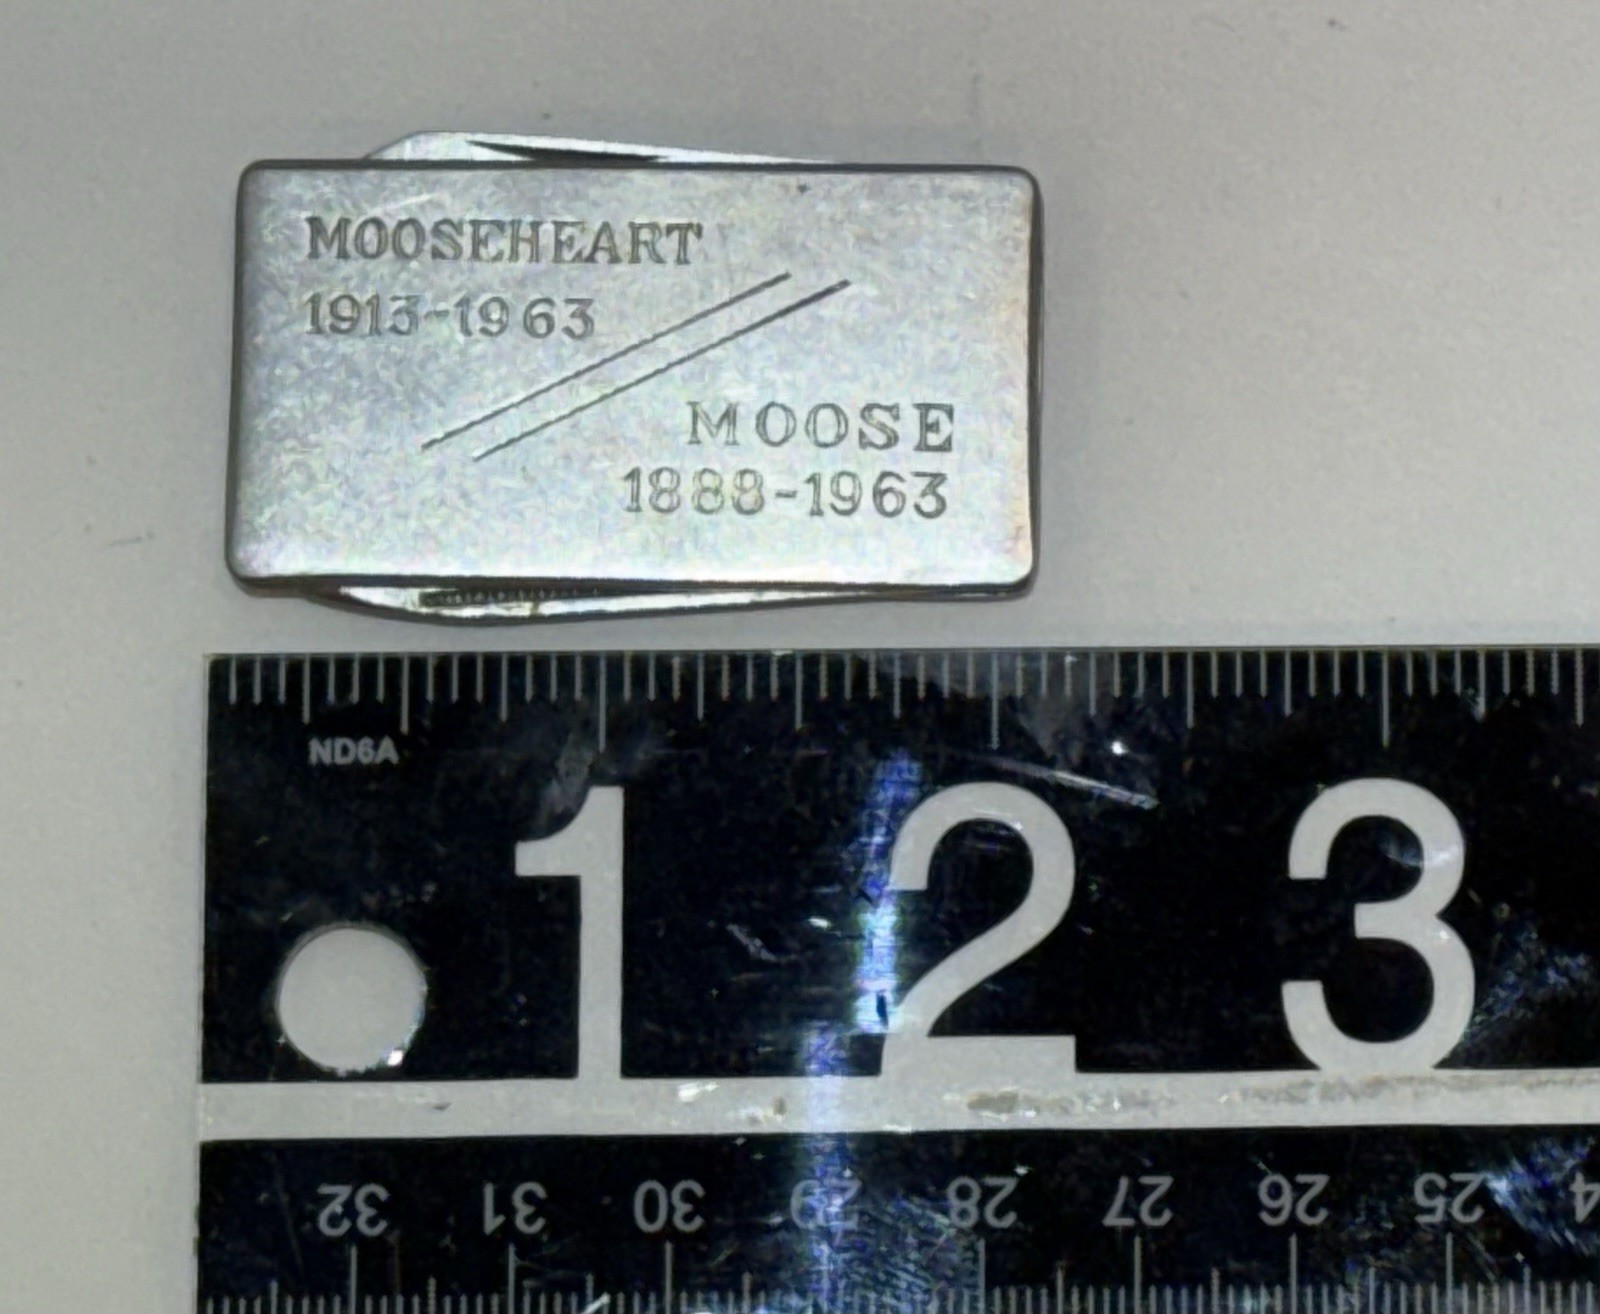 MOOSEHEART
1913-1963
MOOSE
1888-1963
ND6A
1 2 3
32 31 30 29 28 27 26 25